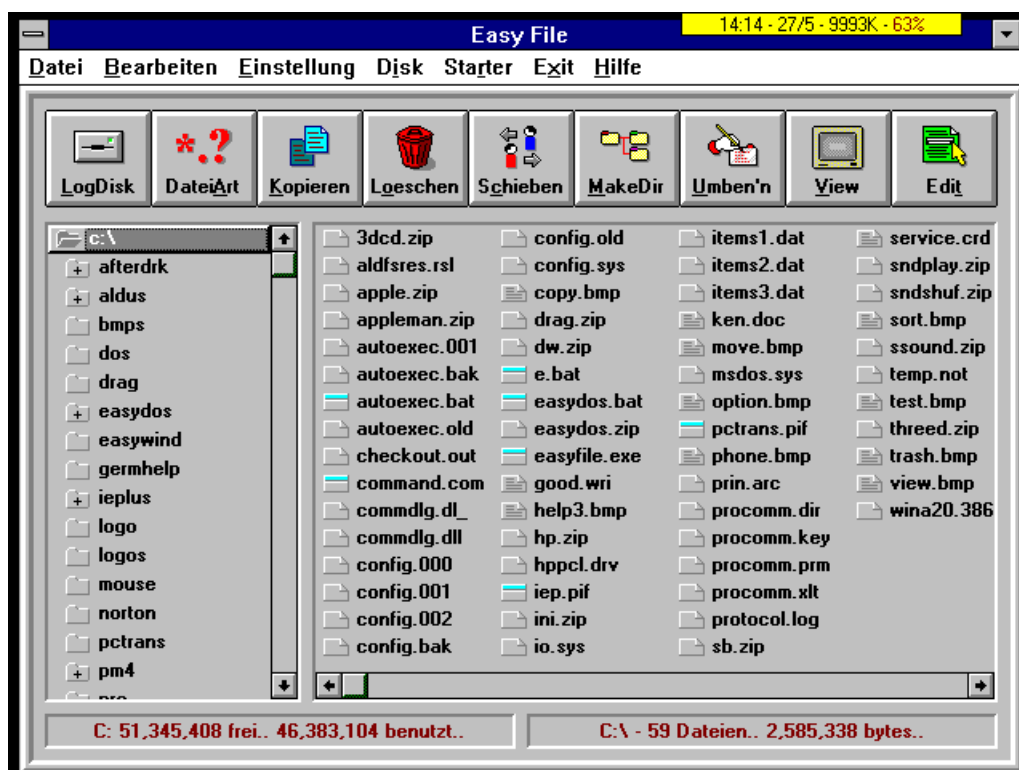 Easy File
14:14 - 27/5 - 9993K - 63%
Datei Bearbeiten Einstellung Disk Starter Exit Hilfe
LogDisk DateiArt Kopieren Loeschen Schieben MakeDir Umben'n View Edit
c:\
afterdrk
aldus
bmps
dos
drag
easydos
easywind
germhelp
ieplus
logo
logos
mouse
norton
pctrans
pm4
3dcd.zip
aldfsres.rsl
apple.zip
appleman.zip
autoexec.001
autoexec.bak
autoexec.bat
autoexec.old
checkout.out
command.com
commdlg.dl_
commdlg.dll
config.000
config.001
config.002
config.bak
config.old
config.sys
copy.bmp
drag.zip
dw.zip
e.bat
easydos.bat
easydos.zip
easyfile.exe
good.wri
help3.bmp
hp.zip
hppcl.drv
iep.pif
ini.zip
io.sys
items1.dat
items2.dat
items3.dat
ken.doc
move.bmp
msdos.sys
option.bmp
pctrans.pif
phone.bmp
prin.arc
procomm.dir
procomm.key
procomm.prm
procomm.xlt
protocol.log
sb.zip
service.crd
sndplay.zip
sndshuf.zip
sort.bmp
ssound.zip
temp.not
test.bmp
threed.zip
trash.bmp
view.bmp
wina20.386
C: 51,345,408 frei.. 46,383,104 benutzt..
C:\ - 59 Dateien.. 2,585,338 bytes..